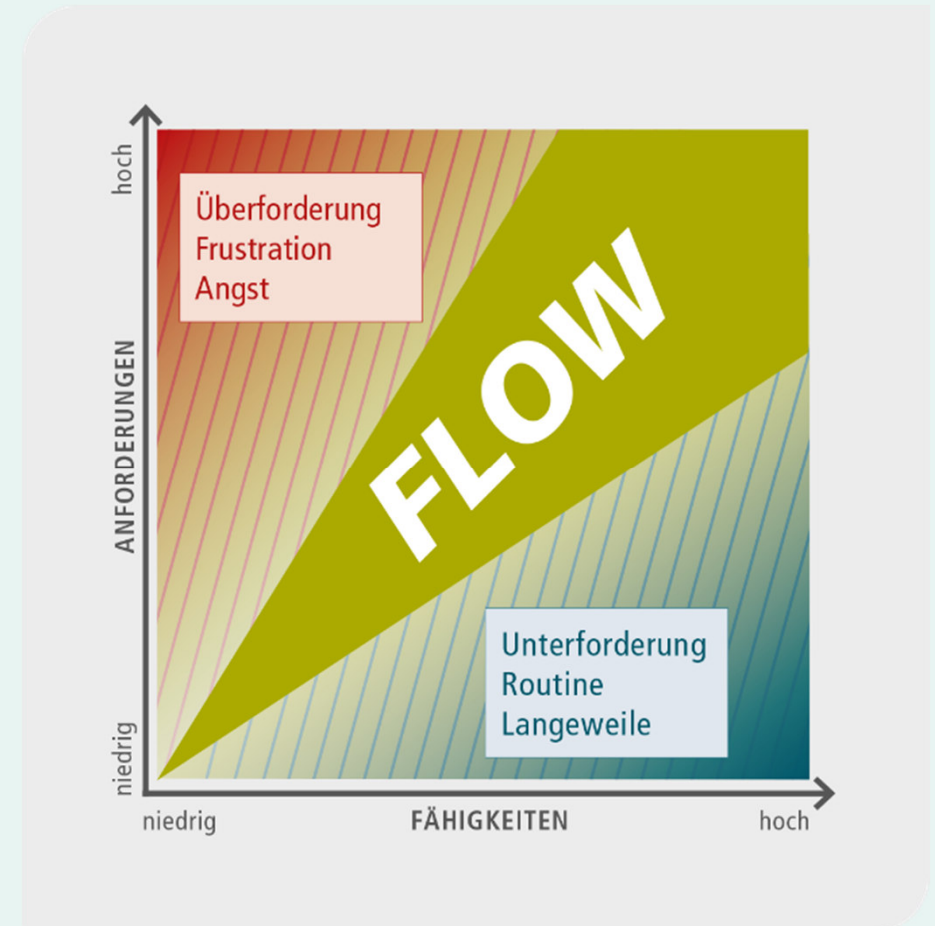 hoch
Überforderung
Frustration
Angst
FLOW
ANFORDERUNGEN
Unterforderung
Routine
Langeweile
niedrig
niedrig
FÄHIGKEITEN
hoch